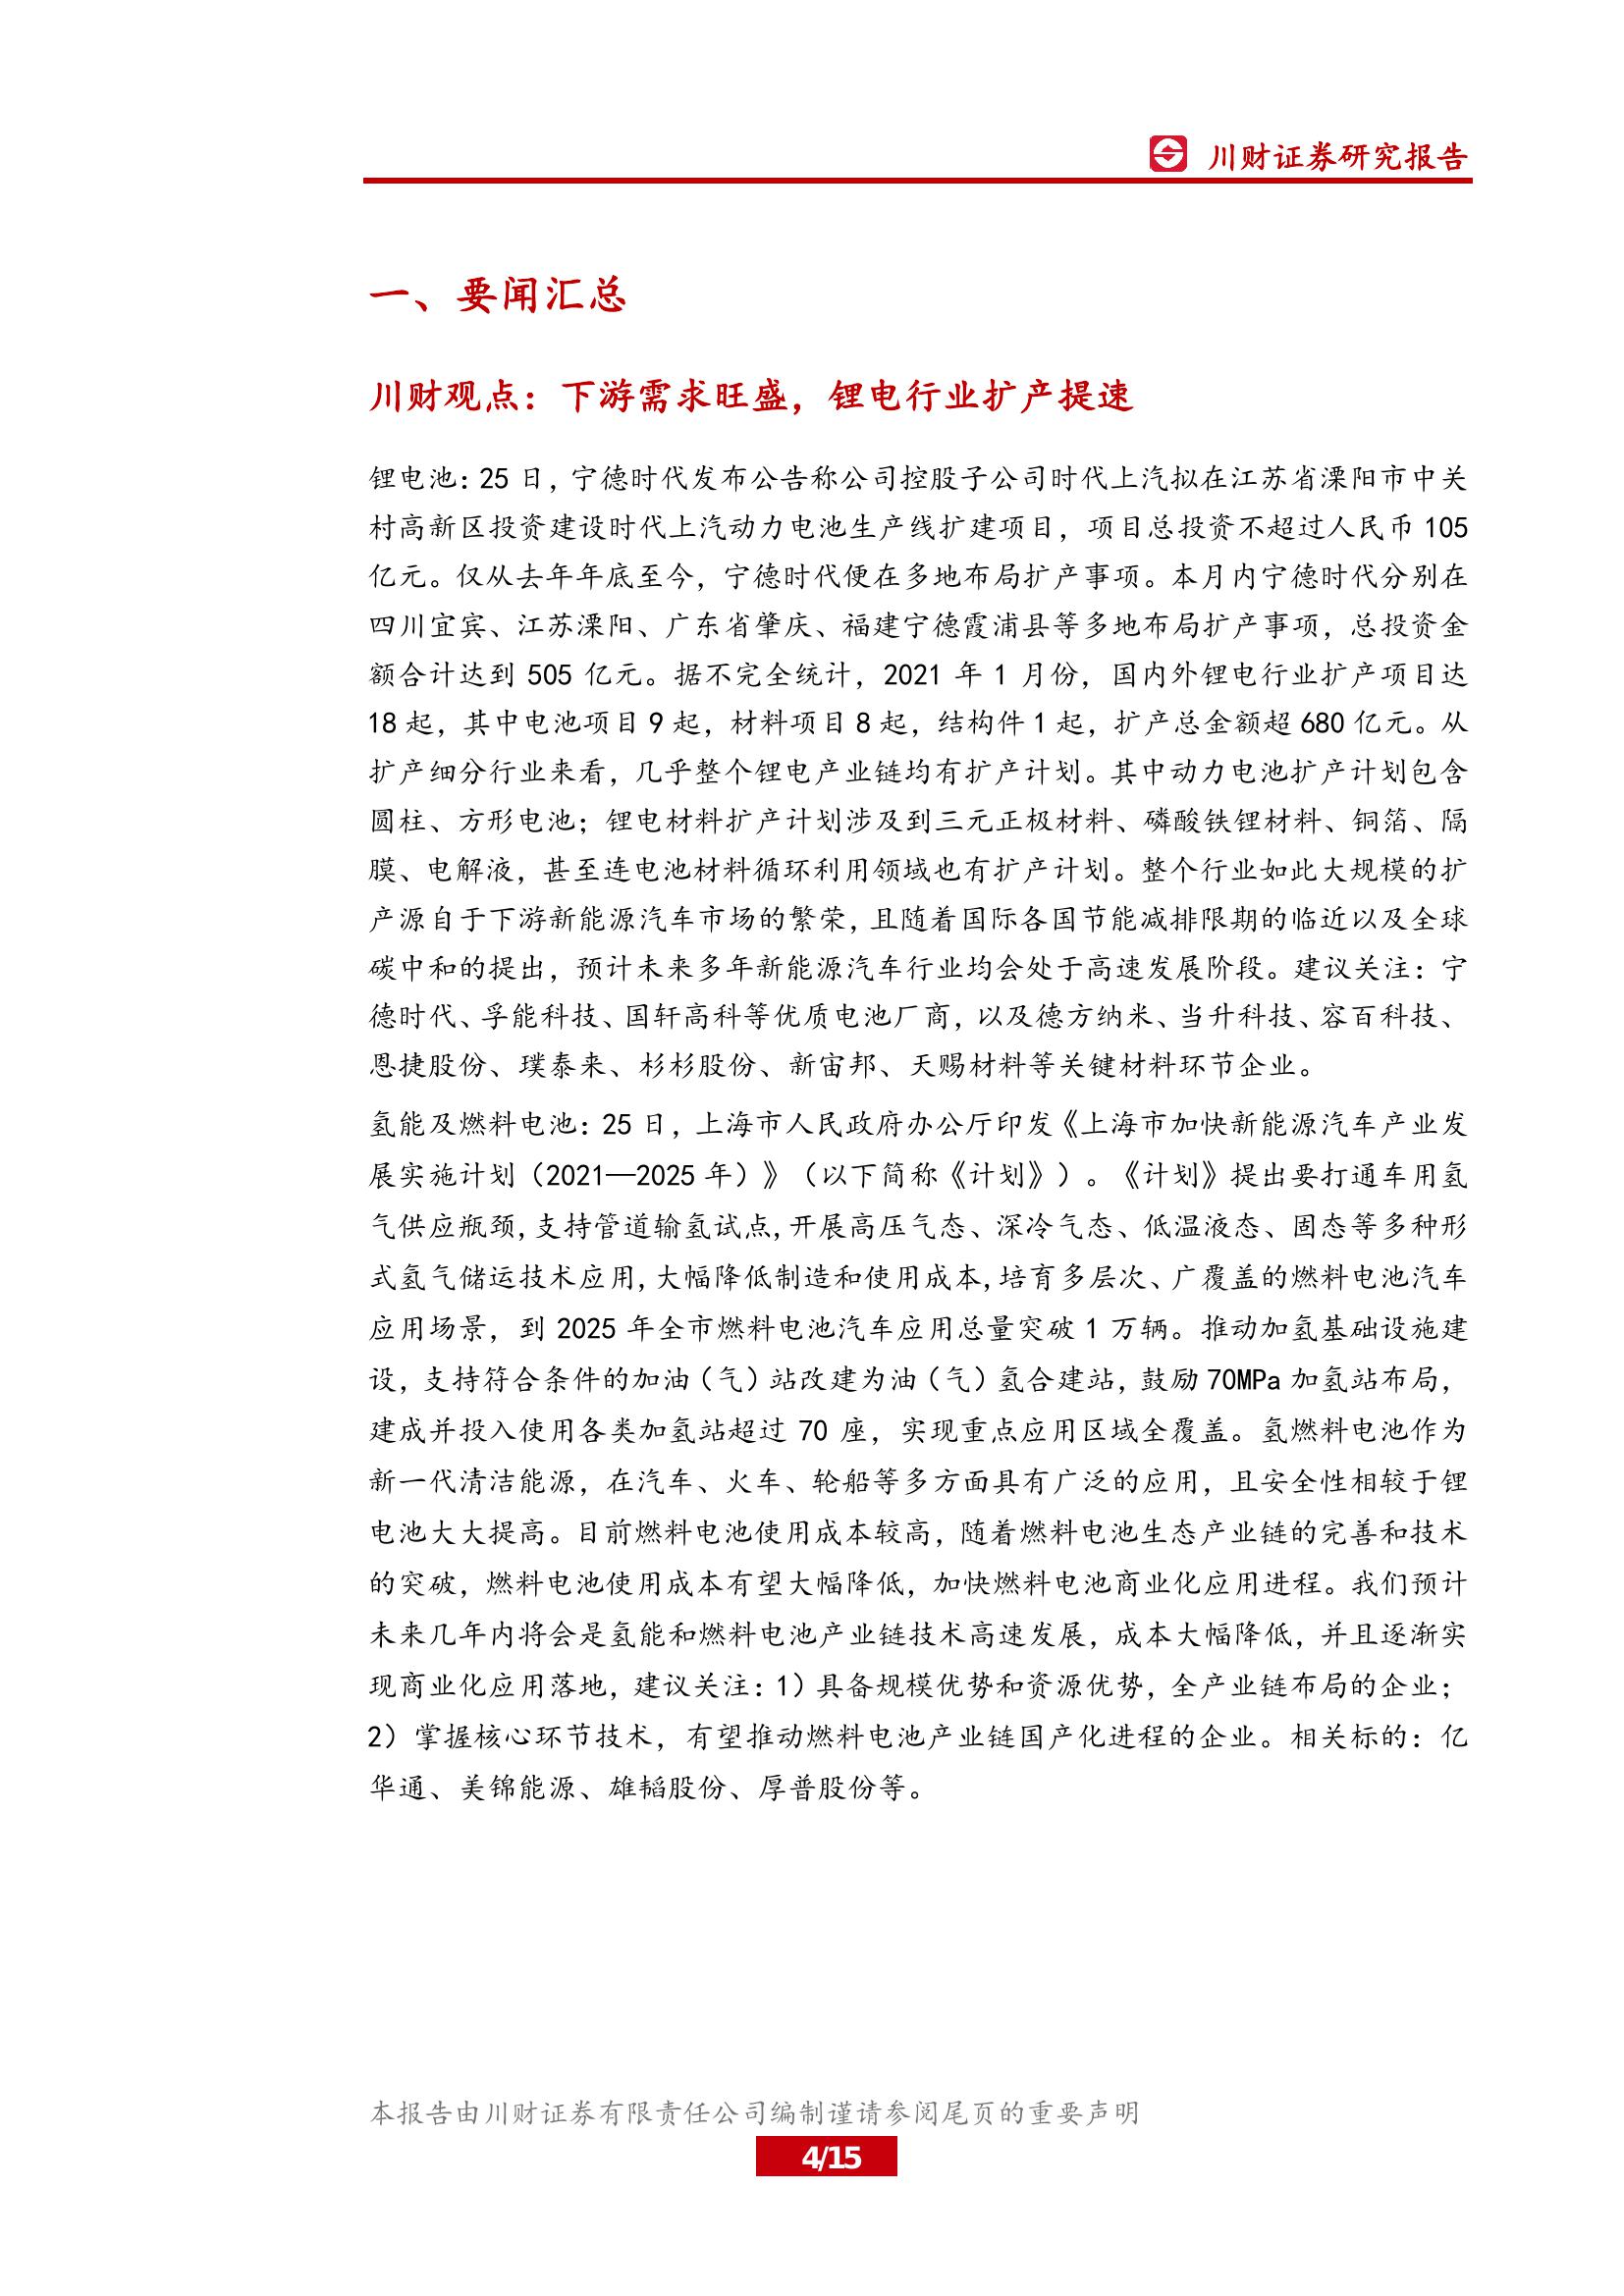 川财证券研究报告
一、要闻汇总
川财观点：下游需求旺盛，锂电行业扩产提速
锂电池：25 日，宁德时代发布公告称公司控股子公司时代上汽拟在江苏省溧阳市中关
村高新区投资建设时代上汽动力电池生产线扩建项目，项目总投资不超过人民币 105
亿元。仅从去年年底至今，宁德时代便在多地布局扩产事项。本月内宁德时代分别在
四川宜宾、江苏溧阳、广东省肇庆、福建宁德霞浦县等多地布局扩产事项，总投资金
额合计达到 505 亿元。据不完全统计，2021 年 1 月份，国内外锂电行业扩产项目达
18 起，其中电池项目 9 起，材料项目 8 起，结构件 1 起，扩产总金额超 680 亿元。从
扩产细分行业来看，几乎整个锂电产业链均有扩产计划。其中动力电池扩产计划包含
圆柱、方形电池；锂电材料扩产计划涉及到三元正极材料、磷酸铁锂材料、铜箔、隔
膜、电解液，甚至连电池材料循环利用领域也有扩产计划。整个行业如此大规模的扩
产源自于下游新能源汽车市场的繁荣，且随着国际各国节能减排限期的临近以及全球
碳中和的提出，预计未来多年新能源汽车行业均会处于高速发展阶段。建议关注：宁
德时代、孚能科技、国轩高科等优质电池厂商，以及德方纳米、当升科技、容百科技、
恩捷股份、璞泰来、杉杉股份、新宙邦、天赐材料等关键材料环节企业。
氢能及燃料电池：25 日，上海市人民政府办公厅印发《上海市加快新能源汽车产业发
展实施计划（2021—2025 年）》（以下简称《计划》）。《计划》提出要打通车用氢
气供应瓶颈,支持管道输氢试点,开展高压气态、深冷气态、低温液态、固态等多种形
式氢气储运技术应用,大幅降低制造和使用成本,培育多层次、广覆盖的燃料电池汽车
应用场景，到 2025 年全市燃料电池汽车应用总量突破 1 万辆。推动加氢基础设施建
设，支持符合条件的加油（气）站改建为油（气）氢合建站，鼓励 70MPa 加氢站布局，
建成并投入使用各类加氢站超过 70 座，实现重点应用区域全覆盖。氢燃料电池作为
新一代清洁能源，在汽车、火车、轮船等多方面具有广泛的应用，且安全性相较于锂
电池大大提高。目前燃料电池使用成本较高，随着燃料电池生态产业链的完善和技术
的突破，燃料电池使用成本有望大幅降低，加快燃料电池商业化应用进程。我们预计
未来几年内将会是氢能和燃料电池产业链技术高速发展，成本大幅降低，并且逐渐实
现商业化应用落地，建议关注：1）具备规模优势和资源优势，全产业链布局的企业；
2）掌握核心环节技术，有望推动燃料电池产业链国产化进程的企业。相关标的：亿
华通、美锦能源、雄韬股份、厚普股份等。
本报告由川财证券有限责任公司编制谨请参阅尾页的重要声明
4/15